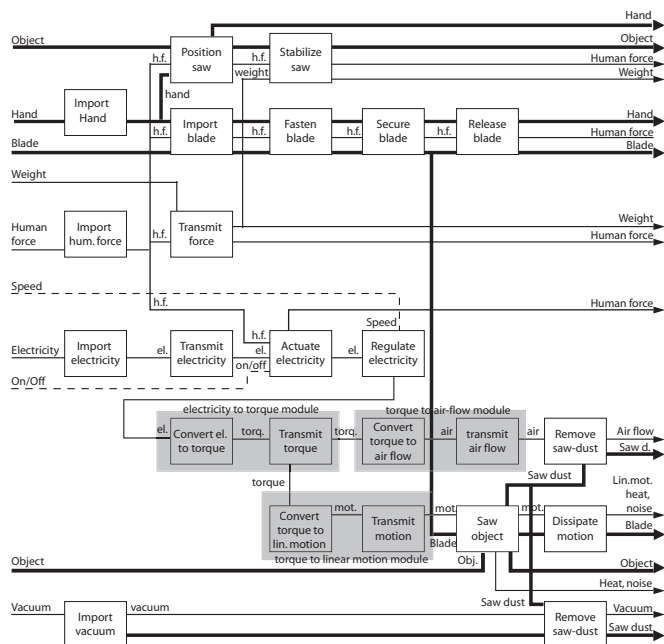 Hand
Object
Object
Position
saw
Stabilize
saw
h.f.
h.f.
weight
Human force
Weight
hand
Import
Hand
Hand
Hand
Import
blade
Fasten
blade
Secure
blade
Release
blade
h.f.
h.f.
h.f.
h.f.
Human force
Blade
Blade
Weight
Weight
Human
force
Import
hum. force
h.f.
Transmit
force
Human force
Speed
h.f.
Human force
Speed
h.f.
Electricity
Import
electricity
el.
Transmit
electricity
el.
on/off
Actuate
electricity
el.
Regulate
electricity
On/Off
electricity to torque module
torque to air-flow module
el.
Convert el.
to torque
torq.
Transmit
torque
torq.
Convert
torque to
air flow
air
transmit
air flow
air
Remove
saw-dust
Air flow
Saw d.
torque
Saw dust
Lin.mot.
heat,
noise
Convert
torque to
lin. motion
mot.
Transmit
motion
mot.
Saw
object
mot.
Dissipate
motion
Blade
Blade
torque to linear motion module
Obj.
Object
Object
Heat, noise
Saw dust
Vacuum
Import
vacuum
vacuum
Remove
saw-dust
Vacuum
Saw dust